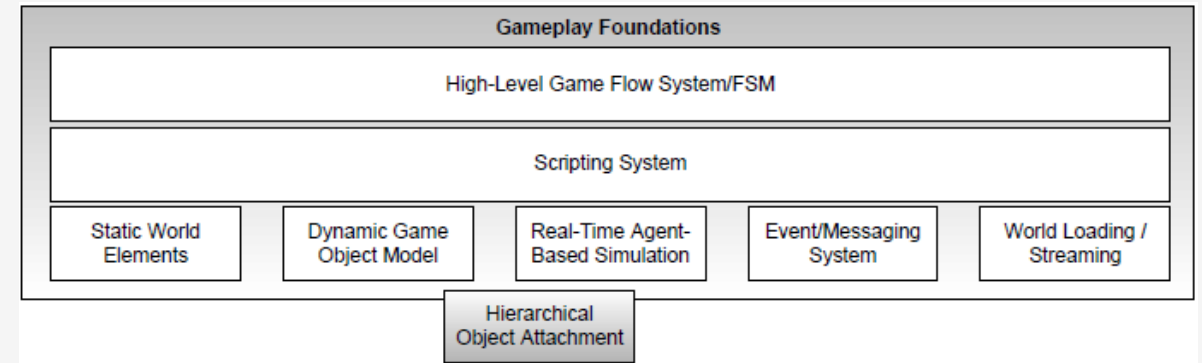 Gameplay Foundations
High-Level Game Flow System/FSM
Scripting System
Static World
Elements
Dynamic Game
Object Model
Real-Time Agent-
Based Simulation
Event/Messaging
System
World Loading /
Streaming
Hierarchical
Object Attachment